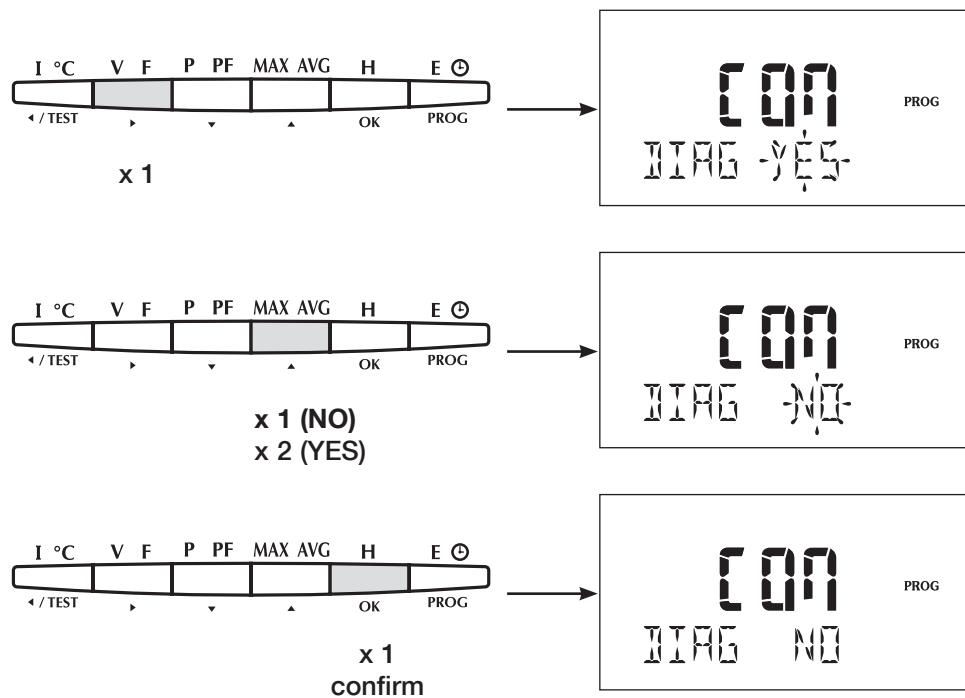 I °C V F P PF MAX AVG H E
/ TEST OK PROG
x 1
COM PROG
DIAG YES
I °C V F P PF MAX AVG H E
/ TEST OK PROG
x 1 (NO)
x 2 (YES)
COM PROG
DIAG NO
I °C V F P PF MAX AVG H E
/ TEST OK PROG
x 1
confirm
COM PROG
DIAG NO